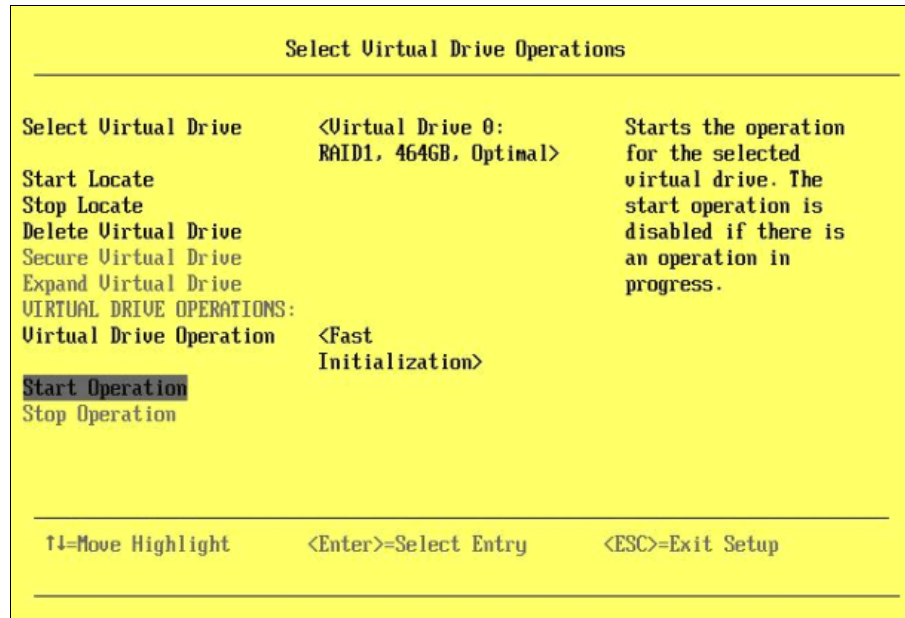 Select Virtual Drive Operations
Select Virtual Drive <Virtual Drive 0: Starts the operation
RAID1, 464GB, Optimal> for the selected
Start Locate virtual drive. The
Stop Locate start operation is
Delete Virtual Drive disabled if there is
Secure Virtual Drive an operation in
Expand Virtual Drive progress.
VIRTUAL DRIVE OPERATIONS:
Virtual Drive Operation <Fast
Initialization>
Start Operation
Stop Operation
↑↓=Move Highlight <Enter>=Select Entry <ESC>=Exit Setup